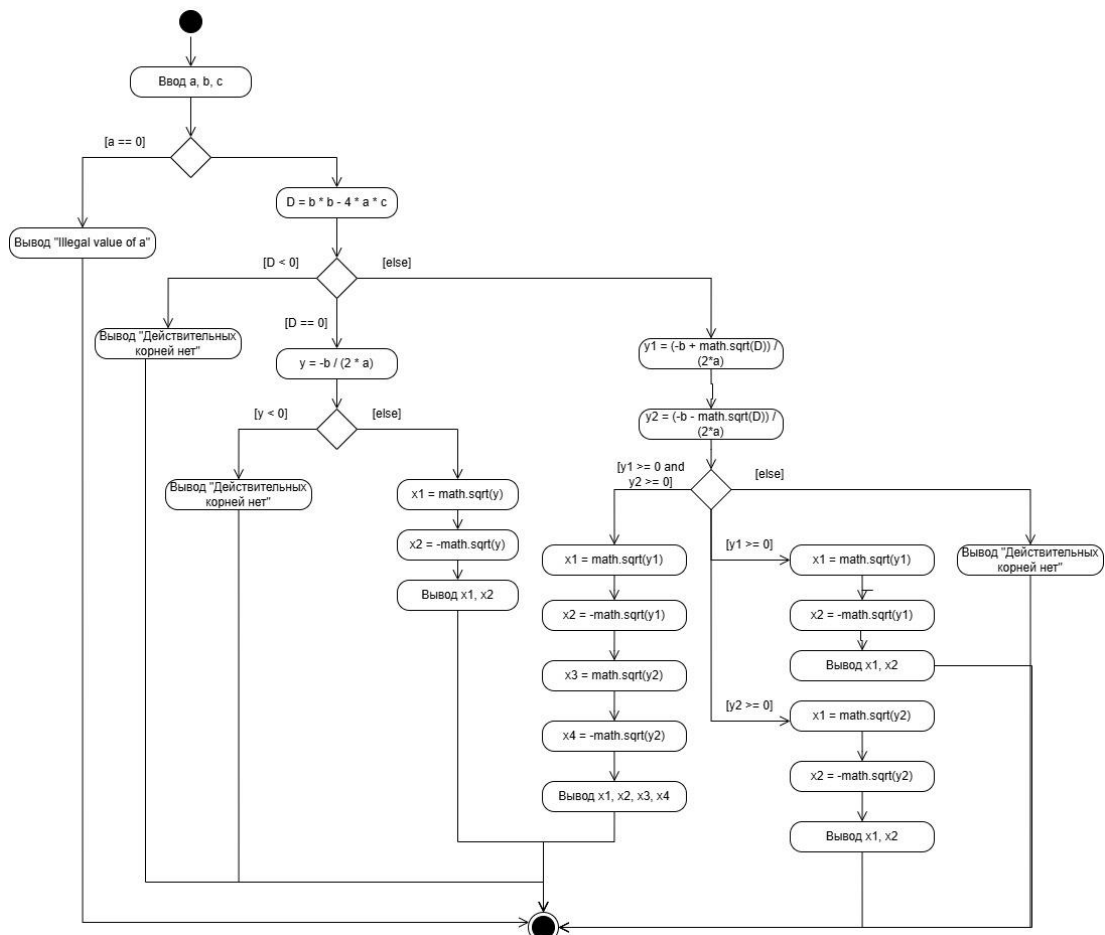 Ввод a, b, c
[a == 0]
D = b * b - 4 * a * c
Вывод "Illegal value of a"
[D < 0]
[else]
[D == 0]
Вывод "Действительных
корней нет"
y = -b / (2 * a)
y1 = (-b + math.sqrt(D)) /
(2*a)
y2 = (-b - math.sqrt(D)) /
(2*a)
[y < 0]
[else]
Вывод "Действительных
корней нет"
x1 = math.sqrt(y)
x2 = -math.sqrt(y)
Вывод x1, x2
[y1 >= 0 and
y2 >= 0]
[else]
x1 = math.sqrt(y1)
x2 = -math.sqrt(y1)
x3 = math.sqrt(y2)
x4 = -math.sqrt(y2)
Вывод x1, x2, x3, x4
[y1 >= 0]
x1 = math.sqrt(y1)
x2 = -math.sqrt(y1)
Вывод x1, x2
[y2 >= 0]
x1 = math.sqrt(y2)
x2 = -math.sqrt(y2)
Вывод x1, x2
Вывод "Действительных
корней нет"